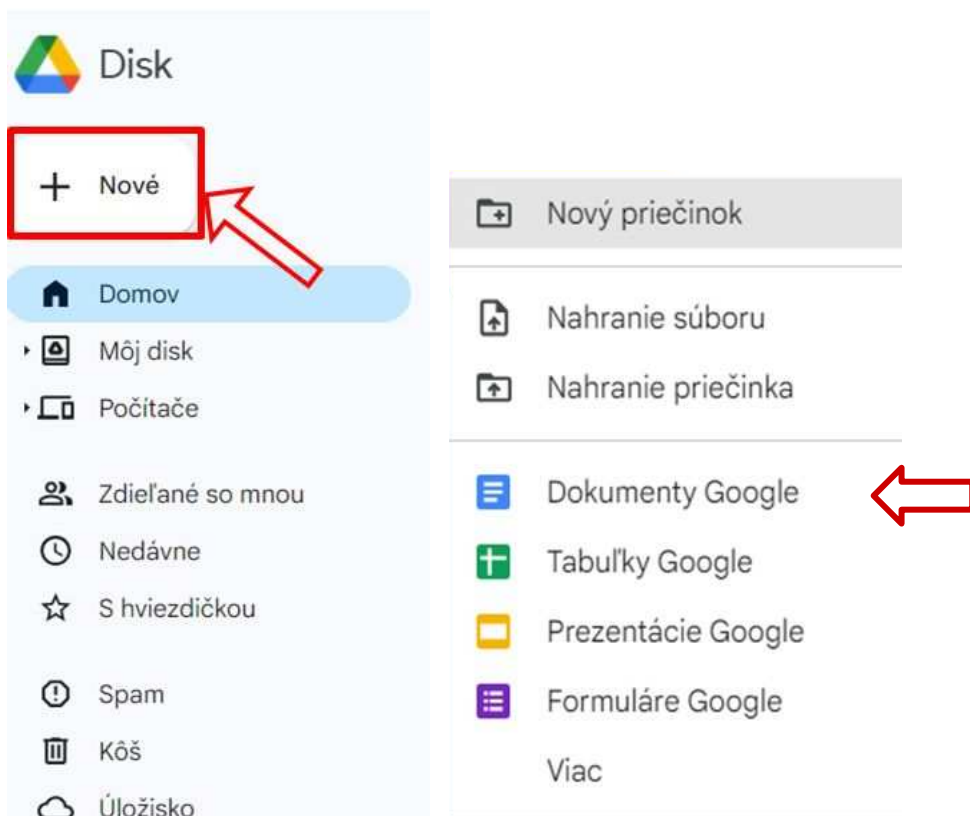 Disk
Nové
Domov
Môj disk
Počítače
Zdieľané so mnou
Nedávne
S hviezdičkou
Spam
Kôš
Úložisko
Nový priečinok
Nahranie súboru
Nahranie priečinka
Dokumenty Google
Tabuľky Google
Prezentácie Google
Formuláre Google
Viac